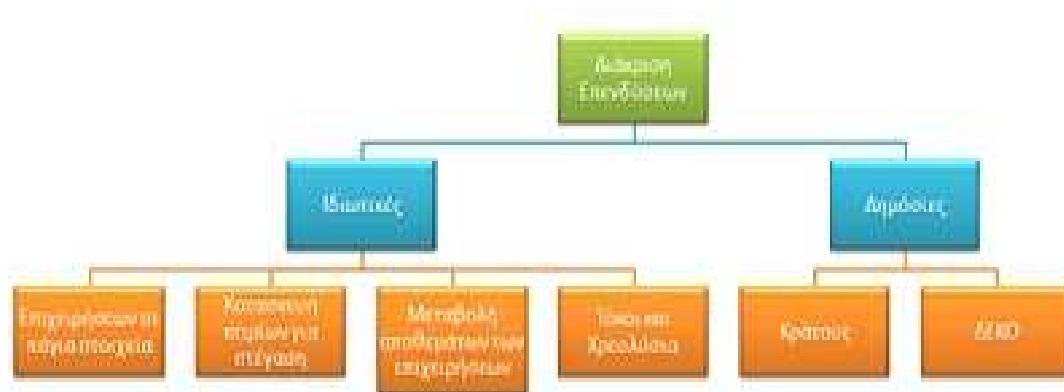 Διάκριση
Επενδύσεων
Ιδιωτικές
Δημόσιες
Επιχειρήσεων σε
πάγια στοιχεία
Κατασκευή
κτιρίων για
στέγαση
Μεταβολή
αποθεμάτων των
επιχειρήσεων
Τόκοι και
Χρεολύσια
Κράτους
ΔΕΚΟ